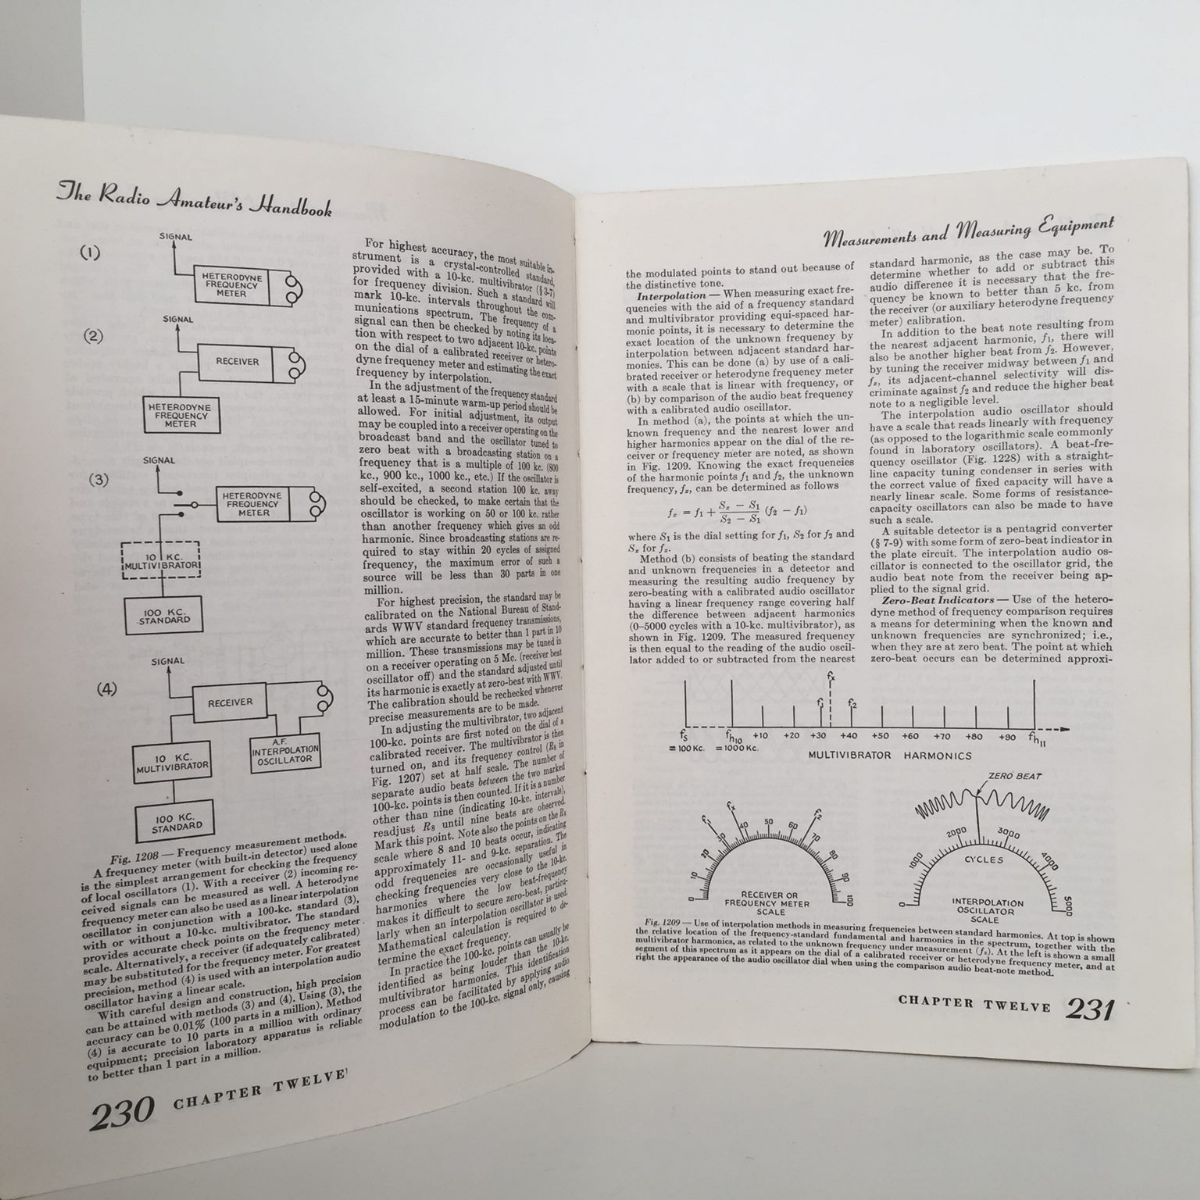 The Radio Amateur's Handbook
(1)
SIGNAL
HETERODYNE
FREQUENCY
METER
(2)
SIGNAL
RECEIVER
HETERODYNE
FREQUENCY
METER
(3)
SIGNAL
HETERODYNE
FREQUENCY
METER
10 KC.
MULTIVIBRATOR
100 KC.
STANDARD
(4)
SIGNAL
RECEIVER
10 KC.
MULTIVIBRATOR
A.F.
INTERPOLATION
OSCILLATOR
100 KC.
STANDARD
Fig. 1208 — Frequency measurement methods.
A frequency meter (with built-in detector) used alone
is the simplest arrangement for checking the frequency
of local oscillators (1). With a receiver (2) incoming re-
ceived signals can be measured as well. A heterodyne
frequency meter can also be used as a linear interpolation
oscillator in conjunction with a 100-kc. standard (3),
with or without a 10-kc. multivibrator. The standard
provides accurate check points on the frequency meter
scale. Alternatively, a receiver (if adequately calibrated)
may be substituted for the frequency meter. For greatest
precision, method (4) is used with an interpolation audio
oscillator having a linear scale.
With careful design and construction, high precision
can be attained with methods (3) and (4). Using (3), the
accuracy can be 0.01% (100 parts in a million). Method
(4) is accurate to 10 parts in a million with ordinary
equipment; precision laboratory apparatus is reliable
to better than 1 part in a million.
For highest accuracy, the most suitable in-
strument is a crystal-controlled standard,
provided with a 10-kc. multivibrator (§ 3-7)
for frequency division. Such a standard will
mark 10-kc. intervals throughout the com-
munications spectrum. The frequency of a
signal can then be checked by noting its loca-
tion with respect to two adjacent 10-kc. points
on the dial of a calibrated receiver or hetero-
dyne frequency meter and estimating the exact
frequency by interpolation.
In the adjustment of the frequency standard
at least a 15-minute warm-up period should be
allowed. For initial adjustment, its output
may be coupled into a receiver operating on the
broadcast band and the oscillator tuned to
zero beat with a broadcasting station on a
frequency that is a multiple of 100 kc. (800
kc., 900 kc., 1000 kc., etc.) If the oscillator is
self-excited, a second station 100 kc. away
should be checked, to make certain that the
oscillator is working on 50 or 100 kc. rather
than another frequency which gives an odd
harmonic. Since broadcasting stations are re-
quired to stay within 20 cycles of assigned
frequency, the maximum error of such a
source will be less than 30 parts in one
million.
For highest precision, the standard may be
calibrated on the National Bureau of Stand-
ards WWV standard frequency transmissions,
which are accurate to better than 1 part in 10
million. These transmissions may be tuned in
on a receiver operating on 5 Mc. (receiver beat
oscillator off) and the standard adjusted until
its harmonic is exactly at zero-beat with WWV.
The calibration should be rechecked whenever
precise measurements are to be made.
In adjusting the multivibrator, two adjacent
100-kc. points are first noted on the dial of a
calibrated receiver. The multivibrator is then
turned on, and its frequency control (R8 in
Fig. 1207) set at half scale. The number of
separate audio beats between the two marked
100-kc. points is then counted. If it is a number
other than nine (indicating 10-kc. intervals),
readjust R8 until nine beats are observed.
Mark this point. Note also the points on the R8
scale where 8 and 10 beats occur, indicating
approximately 11- and 9-kc. separation. The
odd frequencies are occasionally useful in
checking frequencies very close to the 10-kc.
harmonics where the low beat-frequency
makes it difficult to secure zero-beat, particu-
larly when an interpolation oscillator is used.
Mathematical calculation is required to de-
termine the exact frequency.
In practice the 100-kc. points can usually be
identified as being louder than the 10-kc.
multivibrator harmonics. This identification
process can be facilitated by applying audio
modulation to the 100-kc. signal only, causing
230 CHAPTER TWELVE
Measurements and Measuring Equipment
the modulated points to stand out because of
the distinctive tone.
Interpolation — When measuring exact fre-
quencies with the aid of a frequency standard
and multivibrator providing equi-spaced har-
monic points, it is necessary to determine the
exact location of the unknown frequency by
interpolation between adjacent standard har-
monics. This can be done (a) by use of a cali-
brated receiver or heterodyne frequency meter
with a scale that is linear with frequency, or
(b) by comparison of the audio beat frequency
with a calibrated audio oscillator.
In method (a), the points at which the un-
known frequency and the nearest lower and
higher harmonics appear on the dial of the re-
ceiver or frequency meter are noted, as shown
in Fig. 1209. Knowing the exact frequencies
of the harmonic points f1 and f2, the unknown
frequency, fx, can be determined as follows
fx = f1 + (Sx − S1)/(S2 − S1) (f2 − f1)
where S1 is the dial setting for f1, S2 for f2 and
Sx for fx.
Method (b) consists of beating the standard
and unknown frequencies in a detector and
measuring the resulting audio frequency by
zero-beating with a calibrated audio oscillator
having a linear frequency range covering half
the difference between adjacent harmonics
(0–5000 cycles with a 10-kc. multivibrator), as
shown in Fig. 1209. The measured frequency
is then equal to the reading of the audio oscil-
lator added to or subtracted from the nearest
standard harmonic, as the case may be. To
determine whether to add or subtract this
audio difference it is necessary that the fre-
quency be known to better than 5 kc. from
the receiver (or auxiliary heterodyne frequency
meter) calibration.
In addition to the beat note resulting from
the nearest adjacent harmonic, f1, there will
also be another higher beat from f2. However,
by tuning the receiver midway between f1 and
fx, its adjacent-channel selectivity will dis-
criminate against f2 and reduce the higher beat
note to a negligible level.
The interpolation audio oscillator should
have a scale that reads linearly with frequency
(as opposed to the logarithmic scale commonly
found in laboratory oscillators). A beat-fre-
quency oscillator (Fig. 1228) with a straight-
line capacity tuning condenser in series with
the correct value of fixed capacity will have a
nearly linear scale. Some forms of resistance-
capacity oscillators can also be made to have
such a scale.
A suitable detector is a pentagrid converter
(§ 7-9) with some form of zero-beat indicator in
the plate circuit. The interpolation audio os-
cillator is connected to the oscillator grid, the
audio beat note from the receiver being ap-
plied to the signal grid.
Zero-Beat Indicators — Use of the hetero-
dyne method of frequency comparison requires
a means for determining when the known and
unknown frequencies are synchronized; i.e.,
when they are at zero beat. The point at which
zero-beat occurs can be determined approxi-
fx
f1 f2
fs fh10 +10 +20 +30 +40 +50 +60 +70 +80 +90 fh11
= 100 KC. = 1000 KC.
MULTIVIBRATOR HARMONICS
f1 fx f2
0 10 20 30 40 50 60 70 80 90 100
RECEIVER OR
FREQUENCY METER
SCALE
ZERO BEAT
0 1000 2000 3000 4000 5000
CYCLES
INTERPOLATION
OSCILLATOR
SCALE
Fig. 1209 — Use of interpolation methods in measuring frequencies between standard harmonics. At top is shown
the relative location of the frequency-standard fundamental and harmonics in the spectrum, together with the
multivibrator harmonics, as related to the unknown frequency under measurement (fx). At the left is shown a small
segment of this spectrum as it appears on the dial of a calibrated receiver or heterodyne frequency meter, and at
right the appearance of the audio oscillator dial when using the comparison audio beat-note method.
CHAPTER TWELVE 231